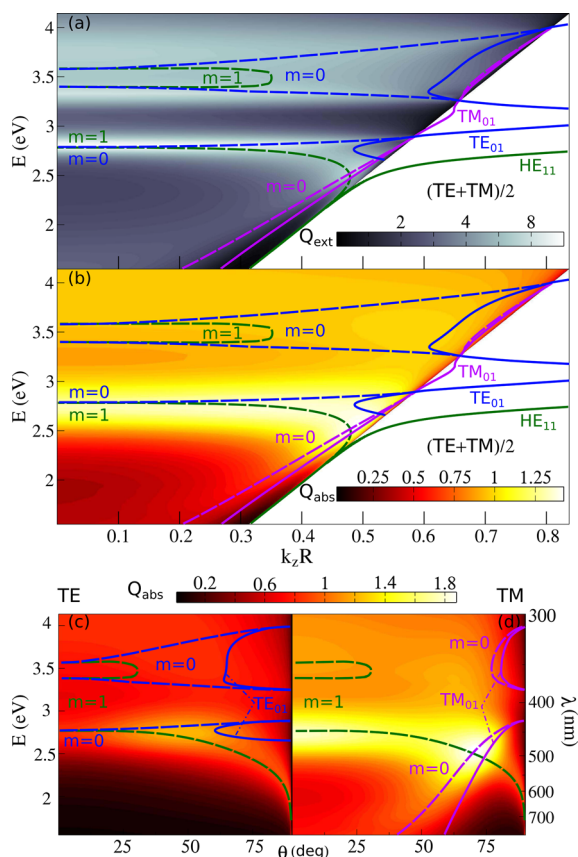 (a)
4
3.5
3
2.5
2
E (eV)
m=1
m=0
m=1
m=0
m=0
TM₀₁
TE₀₁
HE₁₁
(TE+TM)/2
Qext
2 4 6 8
(b)
4
3.5
3
2.5
2
E (eV)
m=1
m=0
m=0
m=1
m=0
TM₀₁
TE₀₁
HE₁₁
(TE+TM)/2
Qabs
0.25 0.75 1.25
0.1 0.2 0.3 0.4 0.5 0.6 0.7 0.8
kzR
TE
Qabs
0.2 0.6 1 1.4 1.8
TM
(c)
4
3.5
3
2.5
2
E (eV)
m=0
m=1
TE₀₁
m=0
25 50 75
(d)
m=0
m=1
TM₀₁
m=0
25 50 75
300
400
500
600
700
λ (nm)
θ (deg)